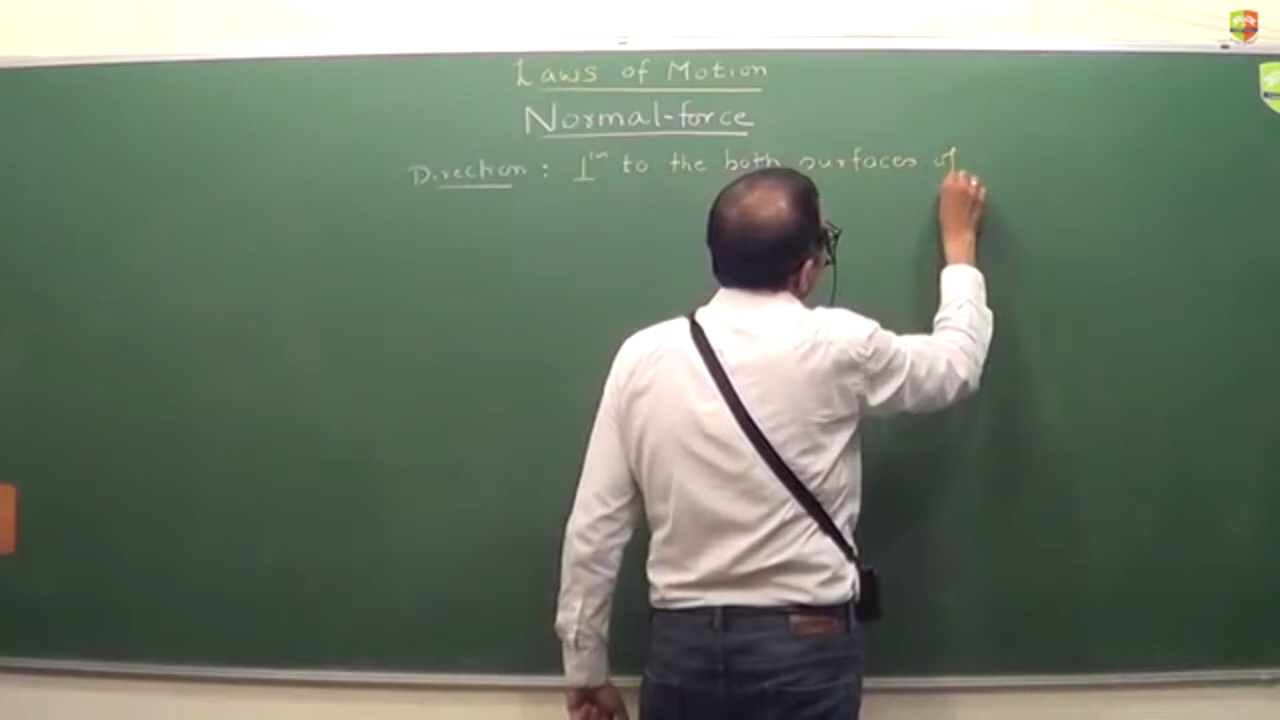 Laws of Motion
Normal-force
Direction : ⊥ʳ to the both surfaces of